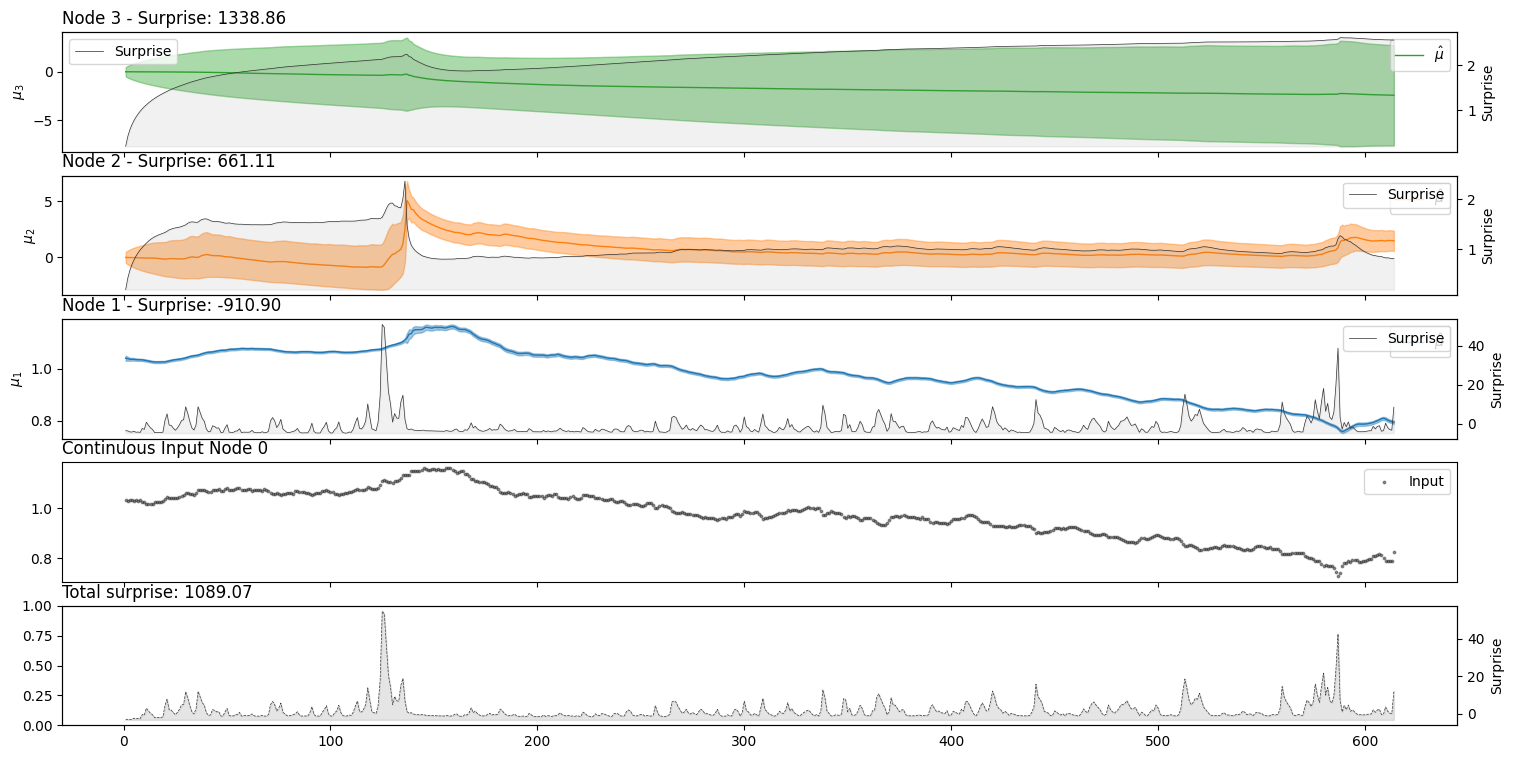 Node 3 - Surprise: 1338.86
Surprise
μ̂
0
−5
μ3
2
1
Surprise
Node 2 - Surprise: 661.11
Surprise
5
0
μ2
2
1
Surprise
Node 1 - Surprise: -910.90
Surprise
1.0
0.8
μ1
40
20
0
Surprise
Continuous Input Node 0
Input
1.0
0.8
Total surprise: 1089.07
1.00
0.75
0.50
0.25
0.00
40
20
0
Surprise
0 100 200 300 400 500 600